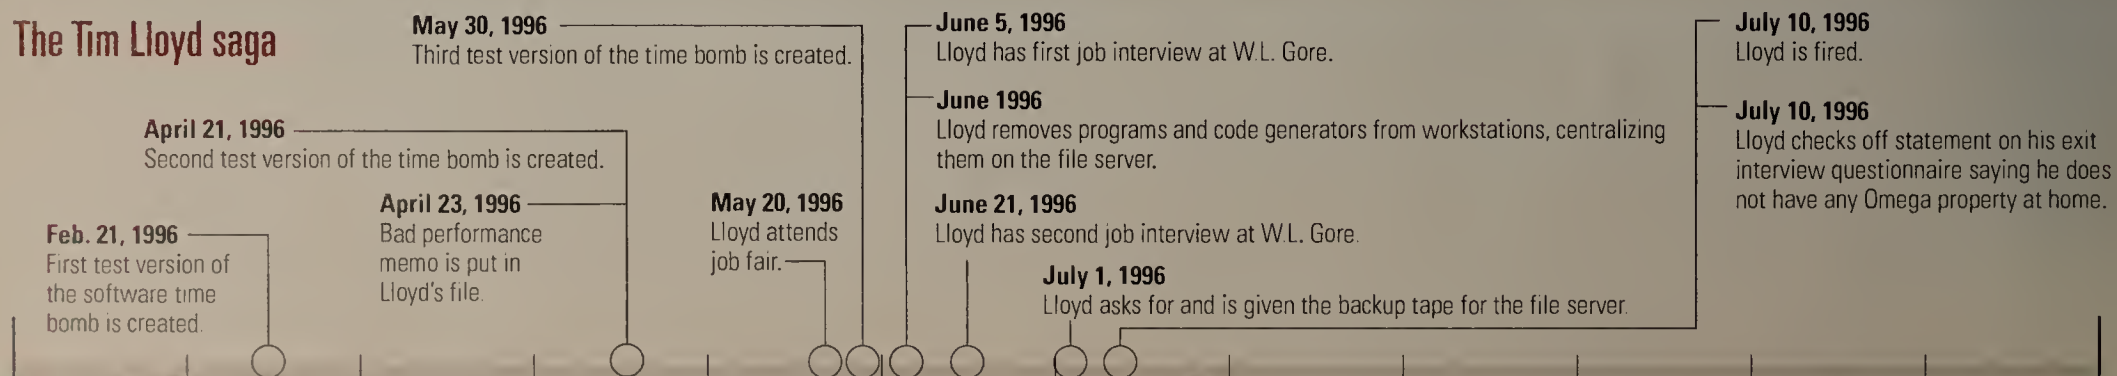 The Tim Lloyd saga
Feb. 21, 1996
First test version of
the software time
bomb is created.
April 21, 1996
Second test version of the time bomb is created.
April 23, 1996
Bad performance
memo is put in
Lloyd's file.
May 20, 1996
Lloyd attends
job fair.
May 30, 1996
Third test version of the time bomb is created.
June 5, 1996
Lloyd has first job interview at W.L. Gore.
June 1996
Lloyd removes programs and code generators from workstations, centralizing
them on the file server.
June 21, 1996
Lloyd has second job interview at W.L. Gore.
July 1, 1996
Lloyd asks for and is given the backup tape for the file server.
July 10, 1996
Lloyd is fired.
July 10, 1996
Lloyd checks off statement on his exit
interview questionnaire saying he does
not have any Omega property at home.